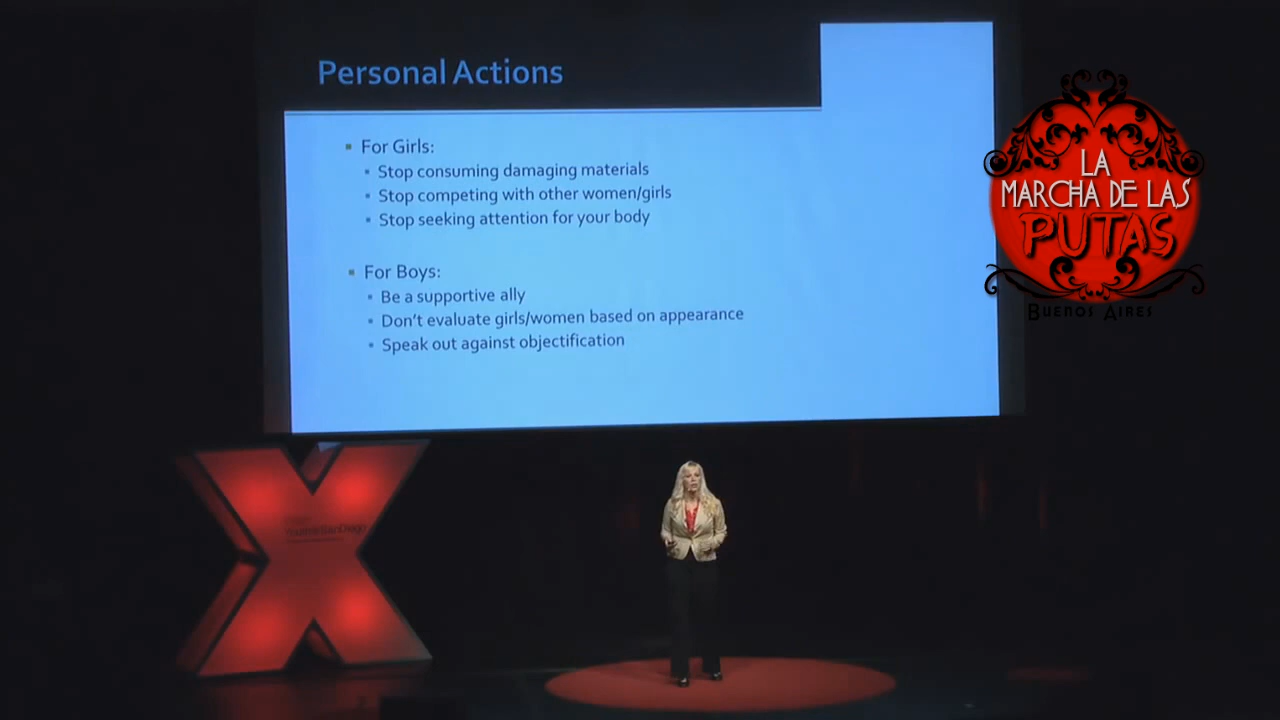 Personal Actions
For Girls:
Stop consuming damaging materials
Stop competing with other women/girls
Stop seeking attention for your body
For Boys:
Be a supportive ally
Don't evaluate girls/women based on appearance
Speak out against objectification
LA
MARCHA DE LAS
PUTAS
BUENOS AIRES
Youth@SanDiego